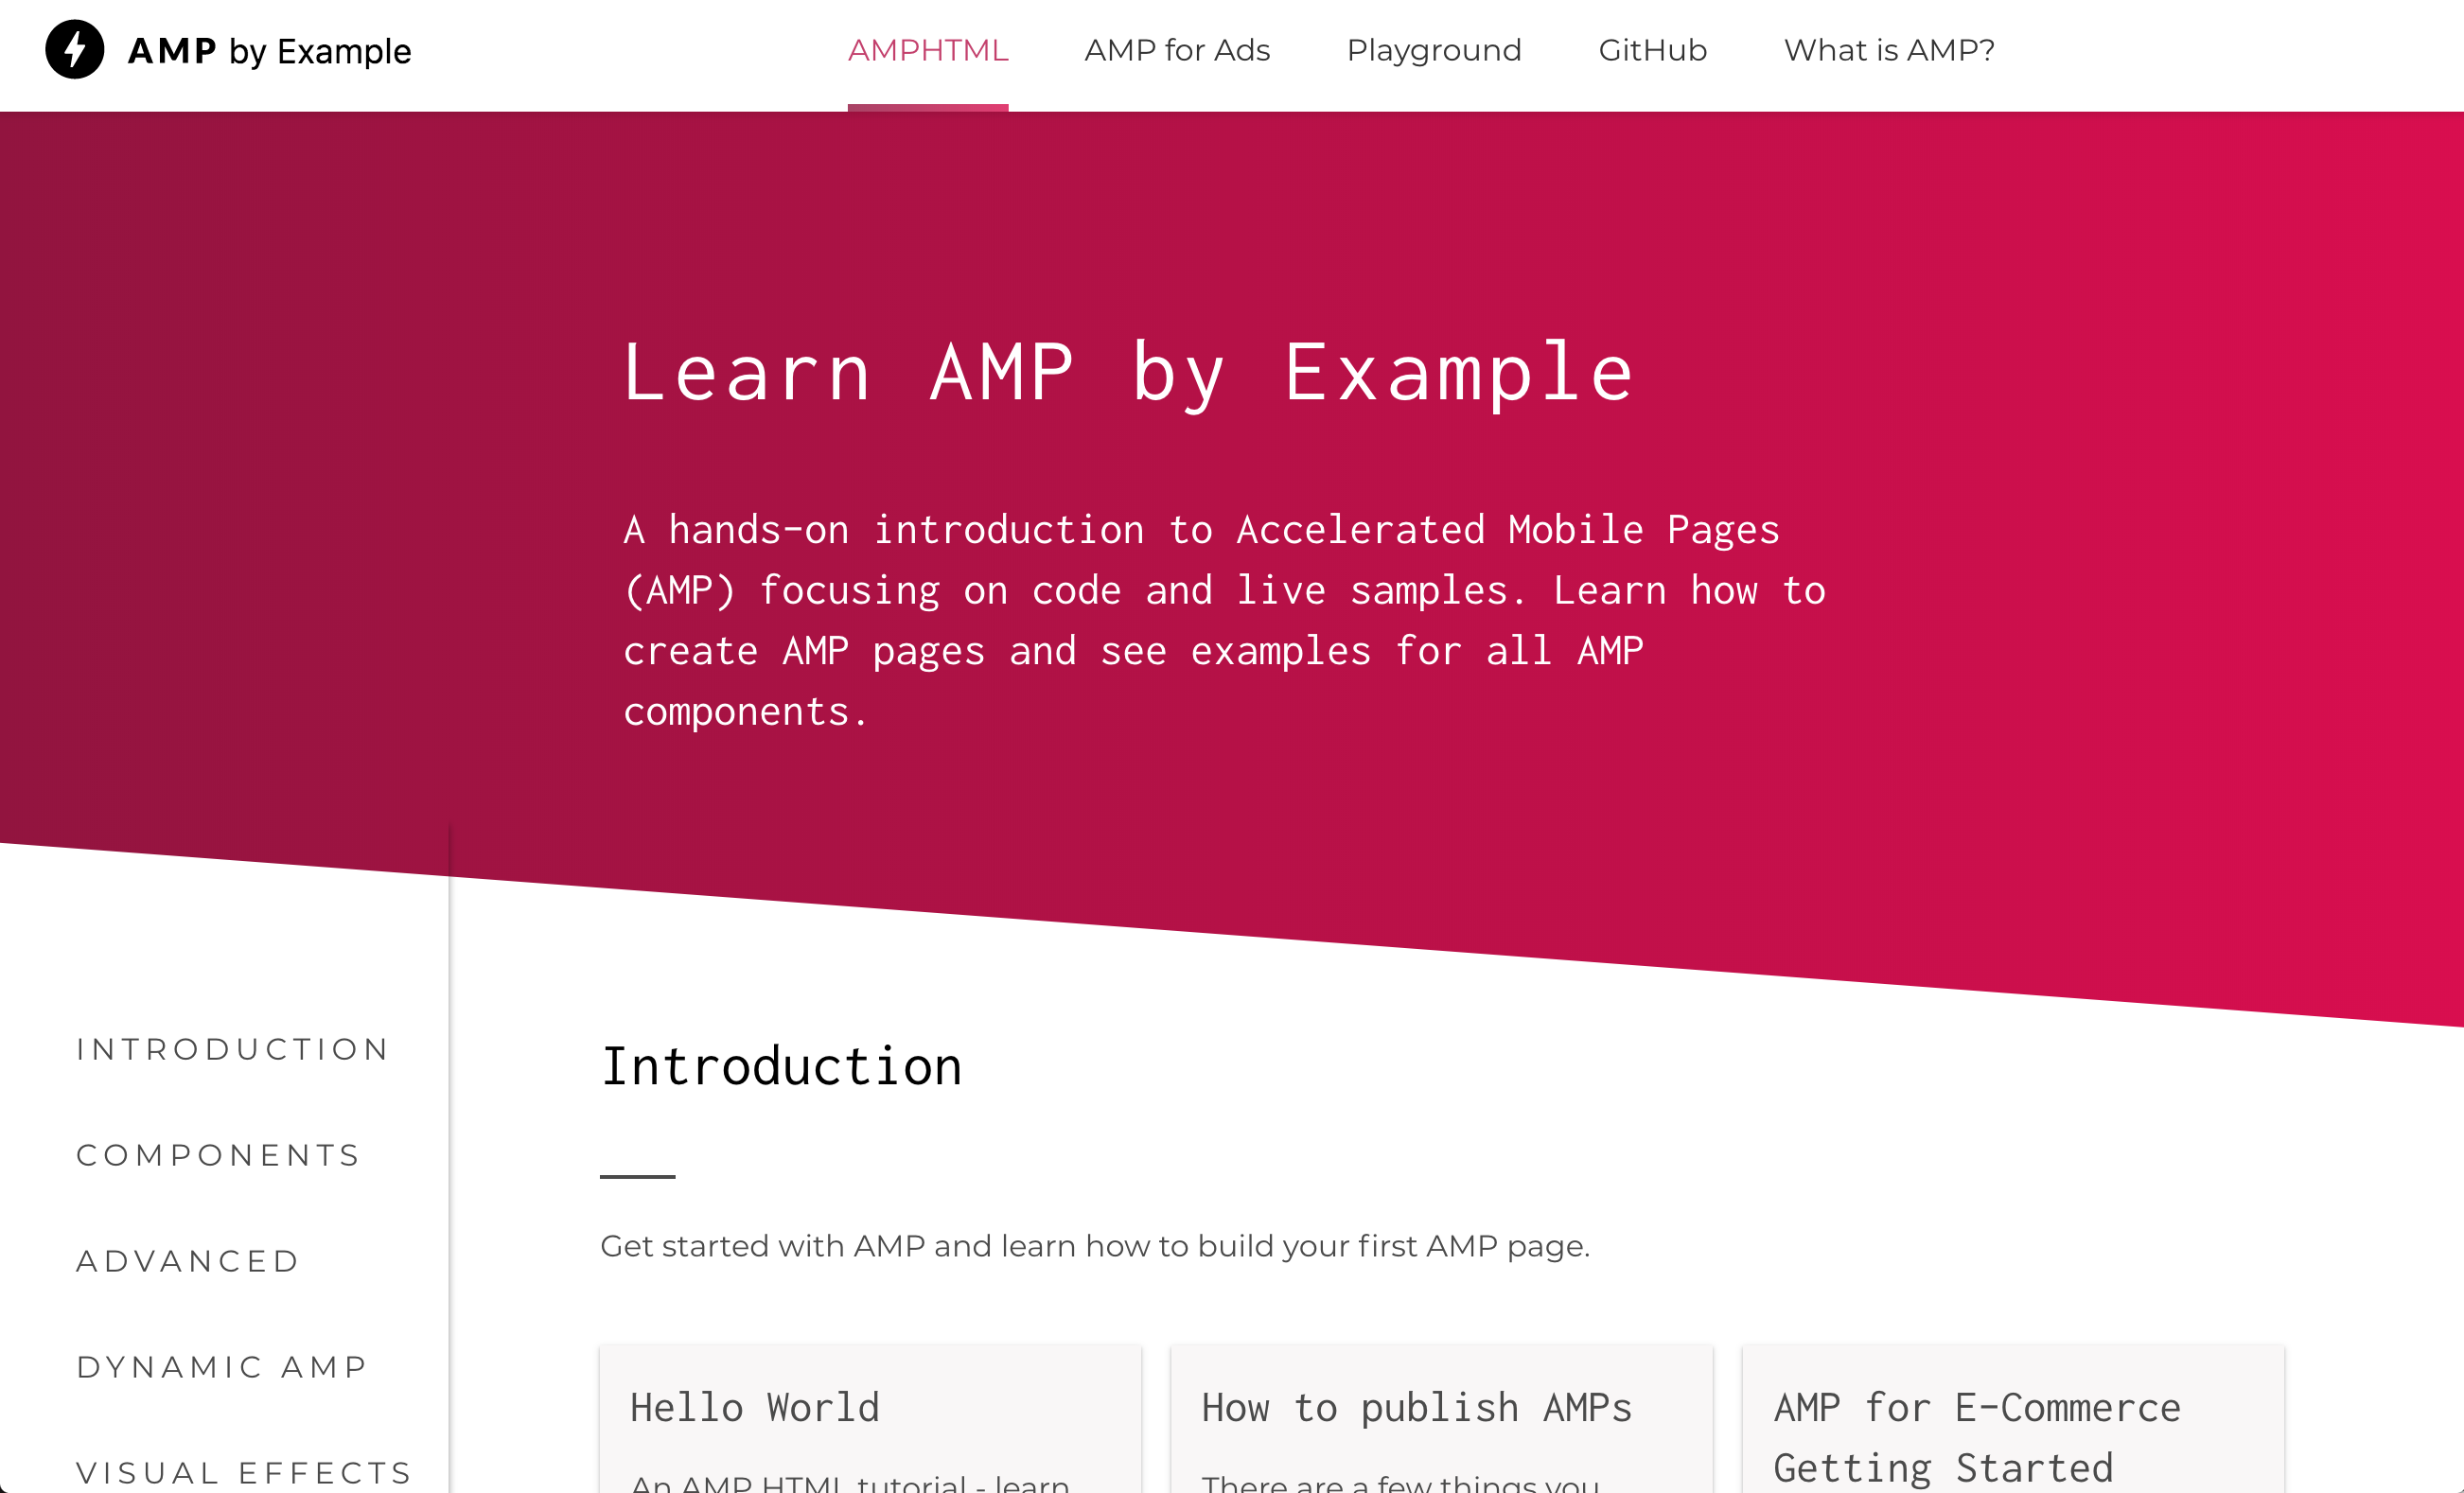 AMP by Example
AMPHTML
AMP for Ads
Playground
GitHub
What is AMP?
Learn AMP by Example
A hands-on introduction to Accelerated Mobile Pages
(AMP) focusing on code and live samples. Learn how to
create AMP pages and see examples for all AMP
components.
INTRODUCTION
COMPONENTS
ADVANCED
DYNAMIC AMP
VISUAL EFFECTS
Introduction
Get started with AMP and learn how to build your first AMP page.
Hello World
An AMP HTML tutorial - learn
How to publish AMPs
There are a few things you
AMP for E-Commerce
Getting Started